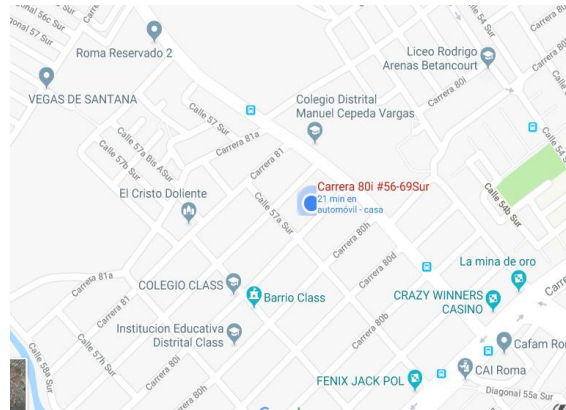 Carrera 56c Sur
Diagonal 57 Sur
Roma Reservado 2
VEGAS DE SANTANA
Calle 57 Sur
Calle 57a Bis ASur
Calle 57b Sur
Carrera 81a
Carrera 81
Colegio Distrital
Manuel Cepeda Vargas
Liceo Rodrigo
Arenas Betancourt
Carrera 80i
Calle 54 Sur
Calle 54
Carrera 80i #56-69Sur
21 min en
automóvil - casa
El Cristo Doliente
Calle 57a Sur
Carrera 80h
Carrera 80d
Calle 54b Sur
La mina de oro
Carrera 81a
Carrera 81
COLEGIO CLASS
Barrio Class
CRAZY WINNERS
CASINO
Institucion Educativa
Distrital Class
Carrera 80b
Calle 57h Sur
Calle 58a Sur
Carrera 80i
Carrera 80h
FENIX JACK POL
Cafam Ro
CAI Roma
Diagonal 55a Sur